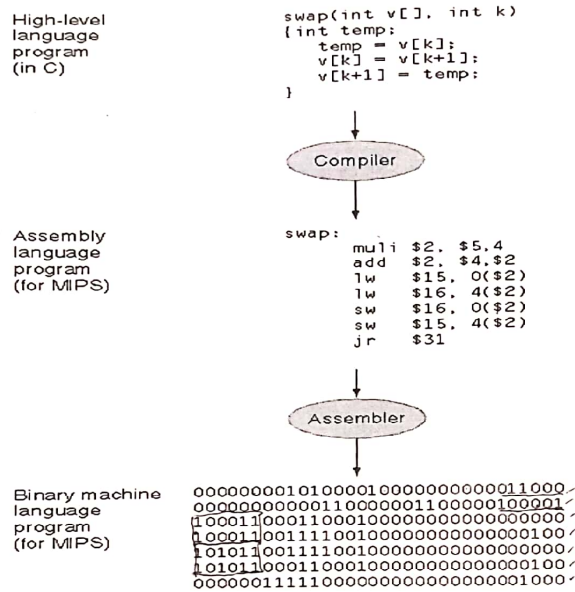 High-level
language
program
(in C)
swap(int v[], int k)
{int temp;
temp = v[k];
v[k] = v[k+1];
v[k+1] = temp;
}
Compiler
Assembly
language
program
(for MIPS)
swap:
muli $2, $5,4
add $2, $4,$2
lw $15, 0($2)
lw $16, 4($2)
sw $16, 0($2)
sw $15, 4($2)
jr $31
Assembler
Binary machine
language
program
(for MIPS)
00000000101000010000000000011000
00000000000110000001100000100001
10001100011000100000000000000000
10001100111100100000000000000100
10101100111100100000000000000000
10101100011000100000000000000100
00000011111000000000000000001000